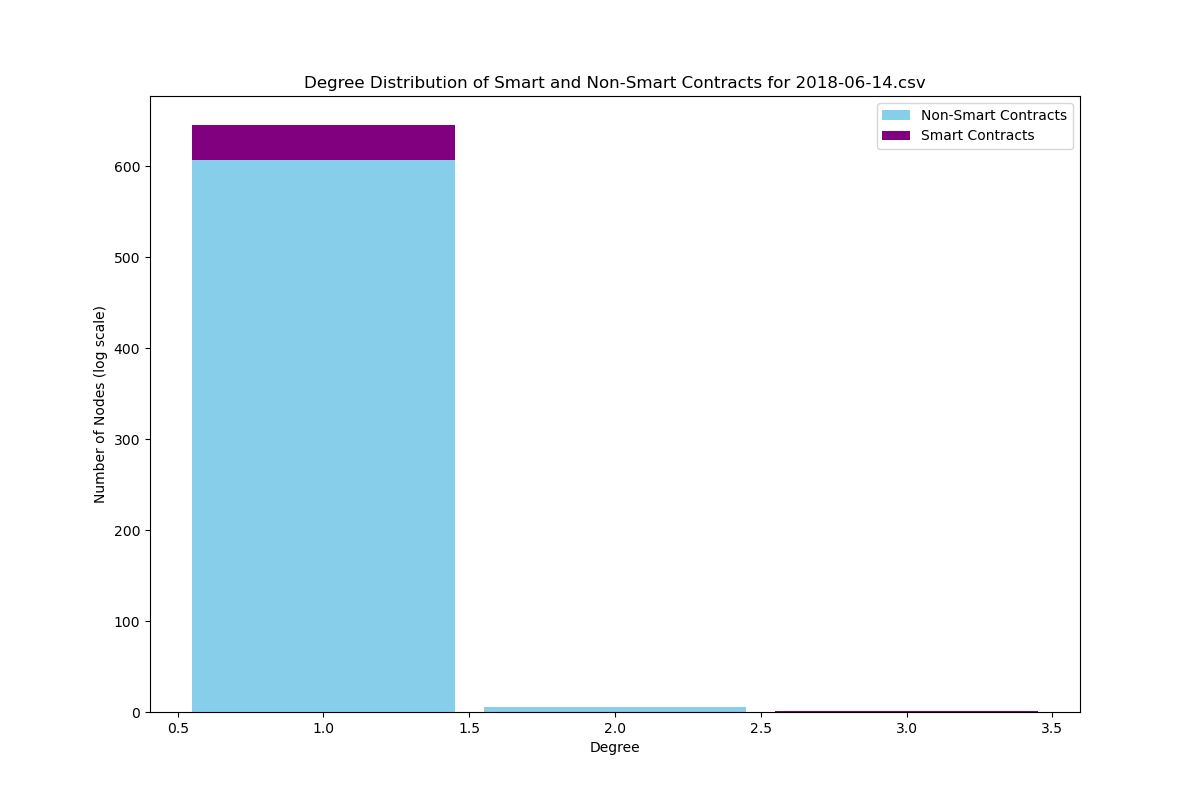 Degree Distribution of Smart and Non-Smart Contracts for 2018-06-14.csv
Non-Smart Contracts
Smart Contracts
Number of Nodes (log scale)
600
500
400
300
200
100
0
0.5 1.0 1.5 2.0 2.5 3.0 3.5
Degree